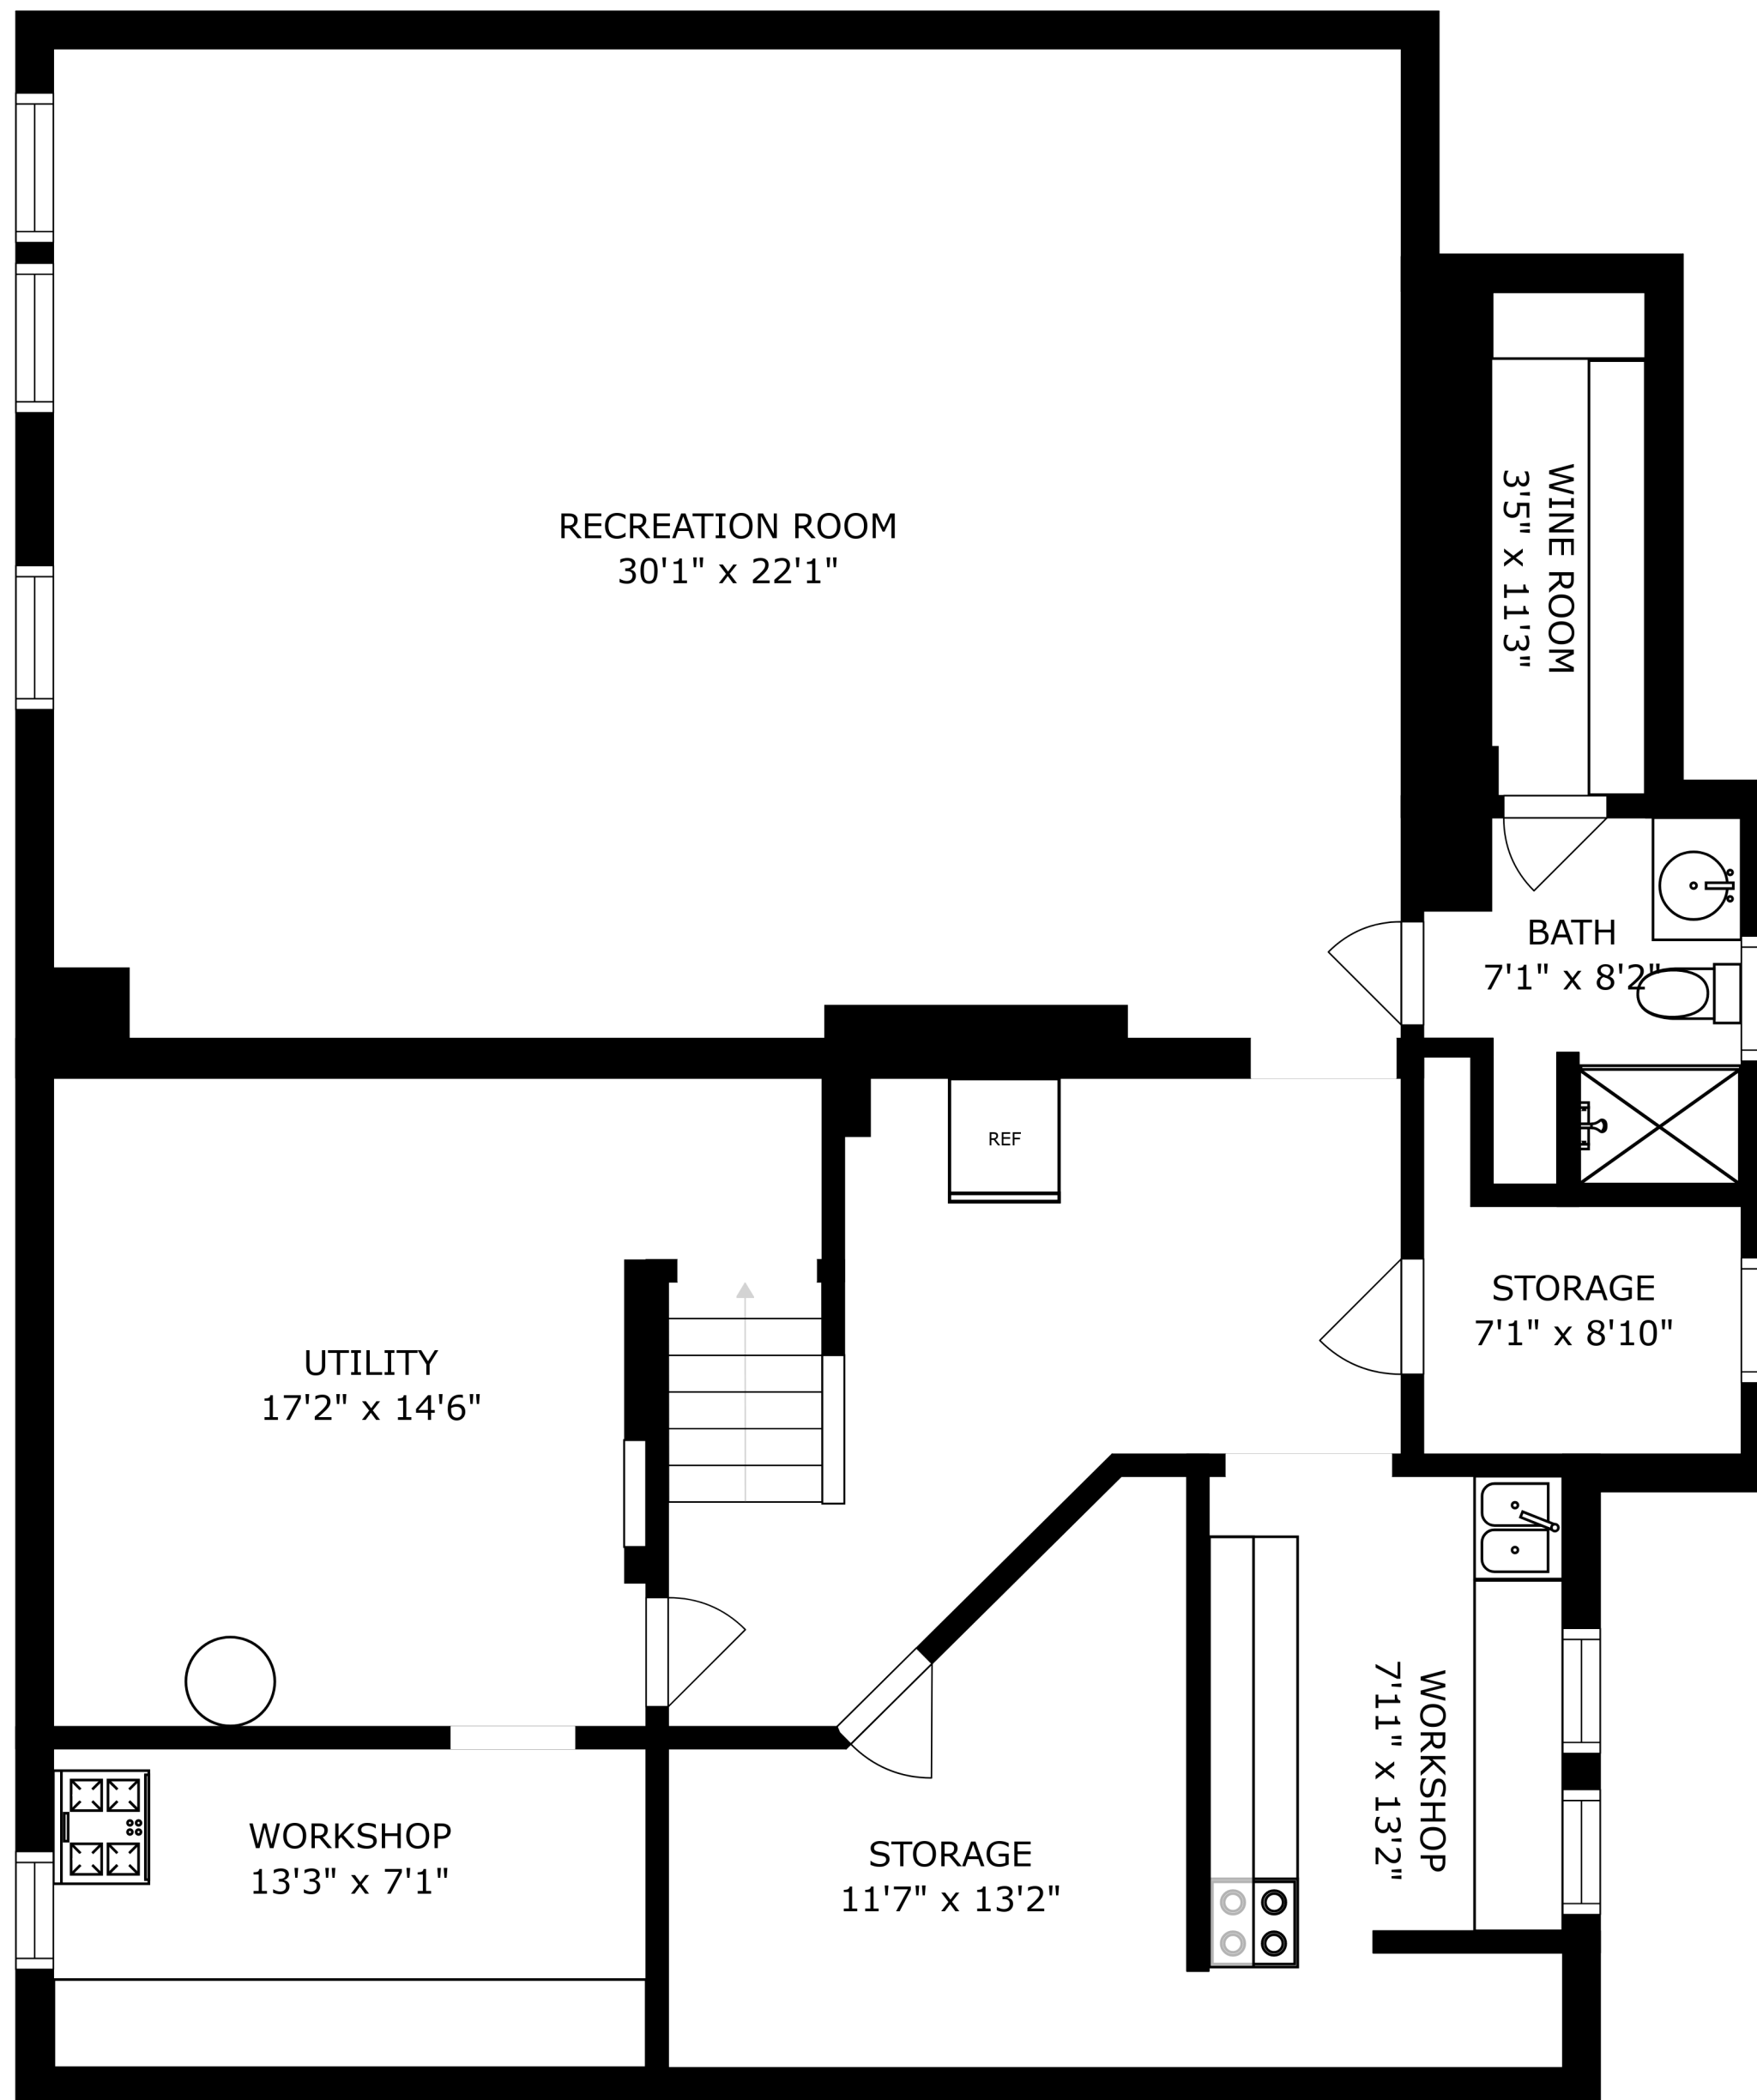 RECREATION ROOM
30'1" x 22'1"
WINE ROOM
3'5" x 11'3"
BATH
7'1" x 8'2"
REF
STORAGE
7'1" x 8'10"
UTILITY
17'2" x 14'6"
WORKSHOP
7'11" x 13'2"
WORKSHOP
13'3" x 7'1"
STORAGE
11'7" x 13'2"